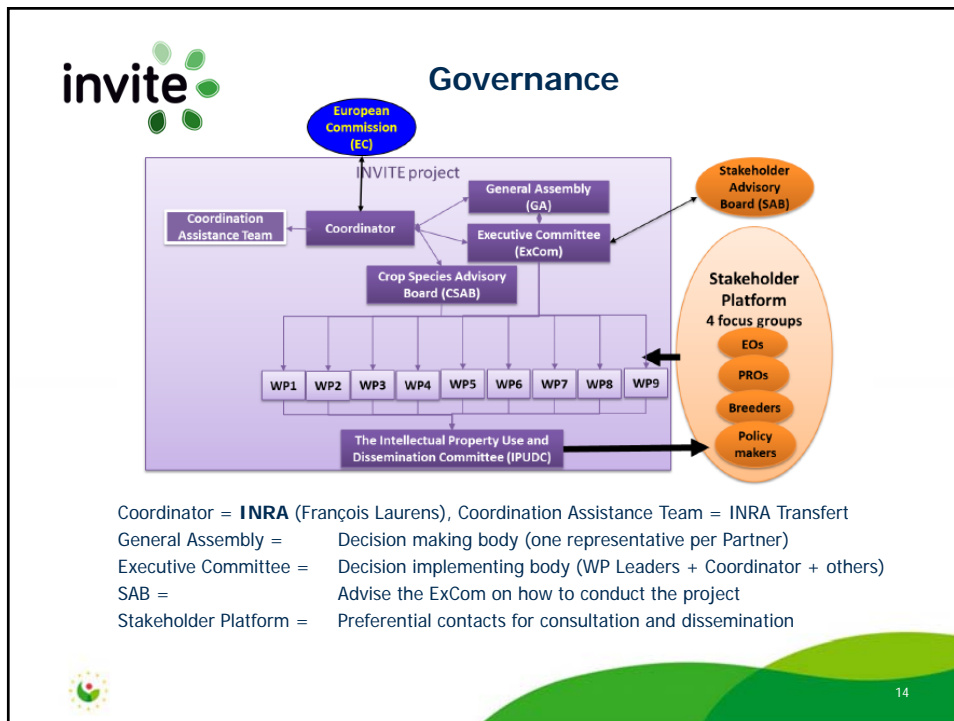 invite
Governance
European
Commission
(EC)
INVITE project
Stakeholder
Advisory
Board (SAB)
General Assembly
(GA)
Coordination
Assistance Team
Coordinator
Executive Committee
(ExCom)
Crop Species Advisory
Board (CSAB)
Stakeholder
Platform
4 focus groups
EOs
PROs
Breeders
Policy
makers
WP1 WP2 WP3 WP4 WP5 WP6 WP7 WP8 WP9
The Intellectual Property Use and
Dissemination Committee (IPUDC)
Coordinator = INRA (François Laurens), Coordination Assistance Team = INRA Transfert
General Assembly = Decision making body (one representative per Partner)
Executive Committee = Decision implementing body (WP Leaders + Coordinator + others)
SAB = Advise the ExCom on how to conduct the project
Stakeholder Platform = Preferential contacts for consultation and dissemination
14